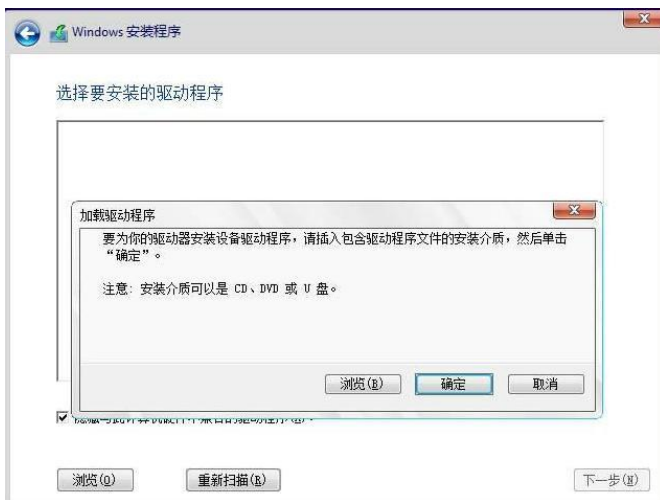 Windows 安装程序
选择要安装的驱动程序
加载驱动程序
要为你的驱动器安装设备驱动程序，请插入包含驱动程序文件的安装介质，然后单击
“确定”。
注意: 安装介质可以是 CD、DVD 或 U 盘。
浏览(B) 确定 取消
浏览(O) 重新扫描(R) 下一步(N)